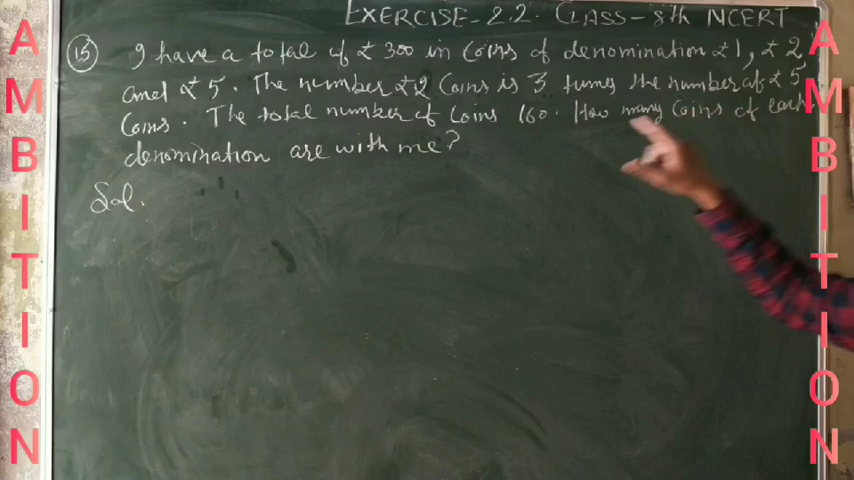 EXERCISE-2.2. CLASS-8th NCERT
(15) I have a total of ₹ 300 in coins of denomination ₹1, ₹ 2
and ₹ 5. The number ₹2 coins is 3 times the number of ₹ 5
Coins. The total number of Coins 160. How many Coins of each
denomination are with me?
Sol.
AMBITION
AMBITION